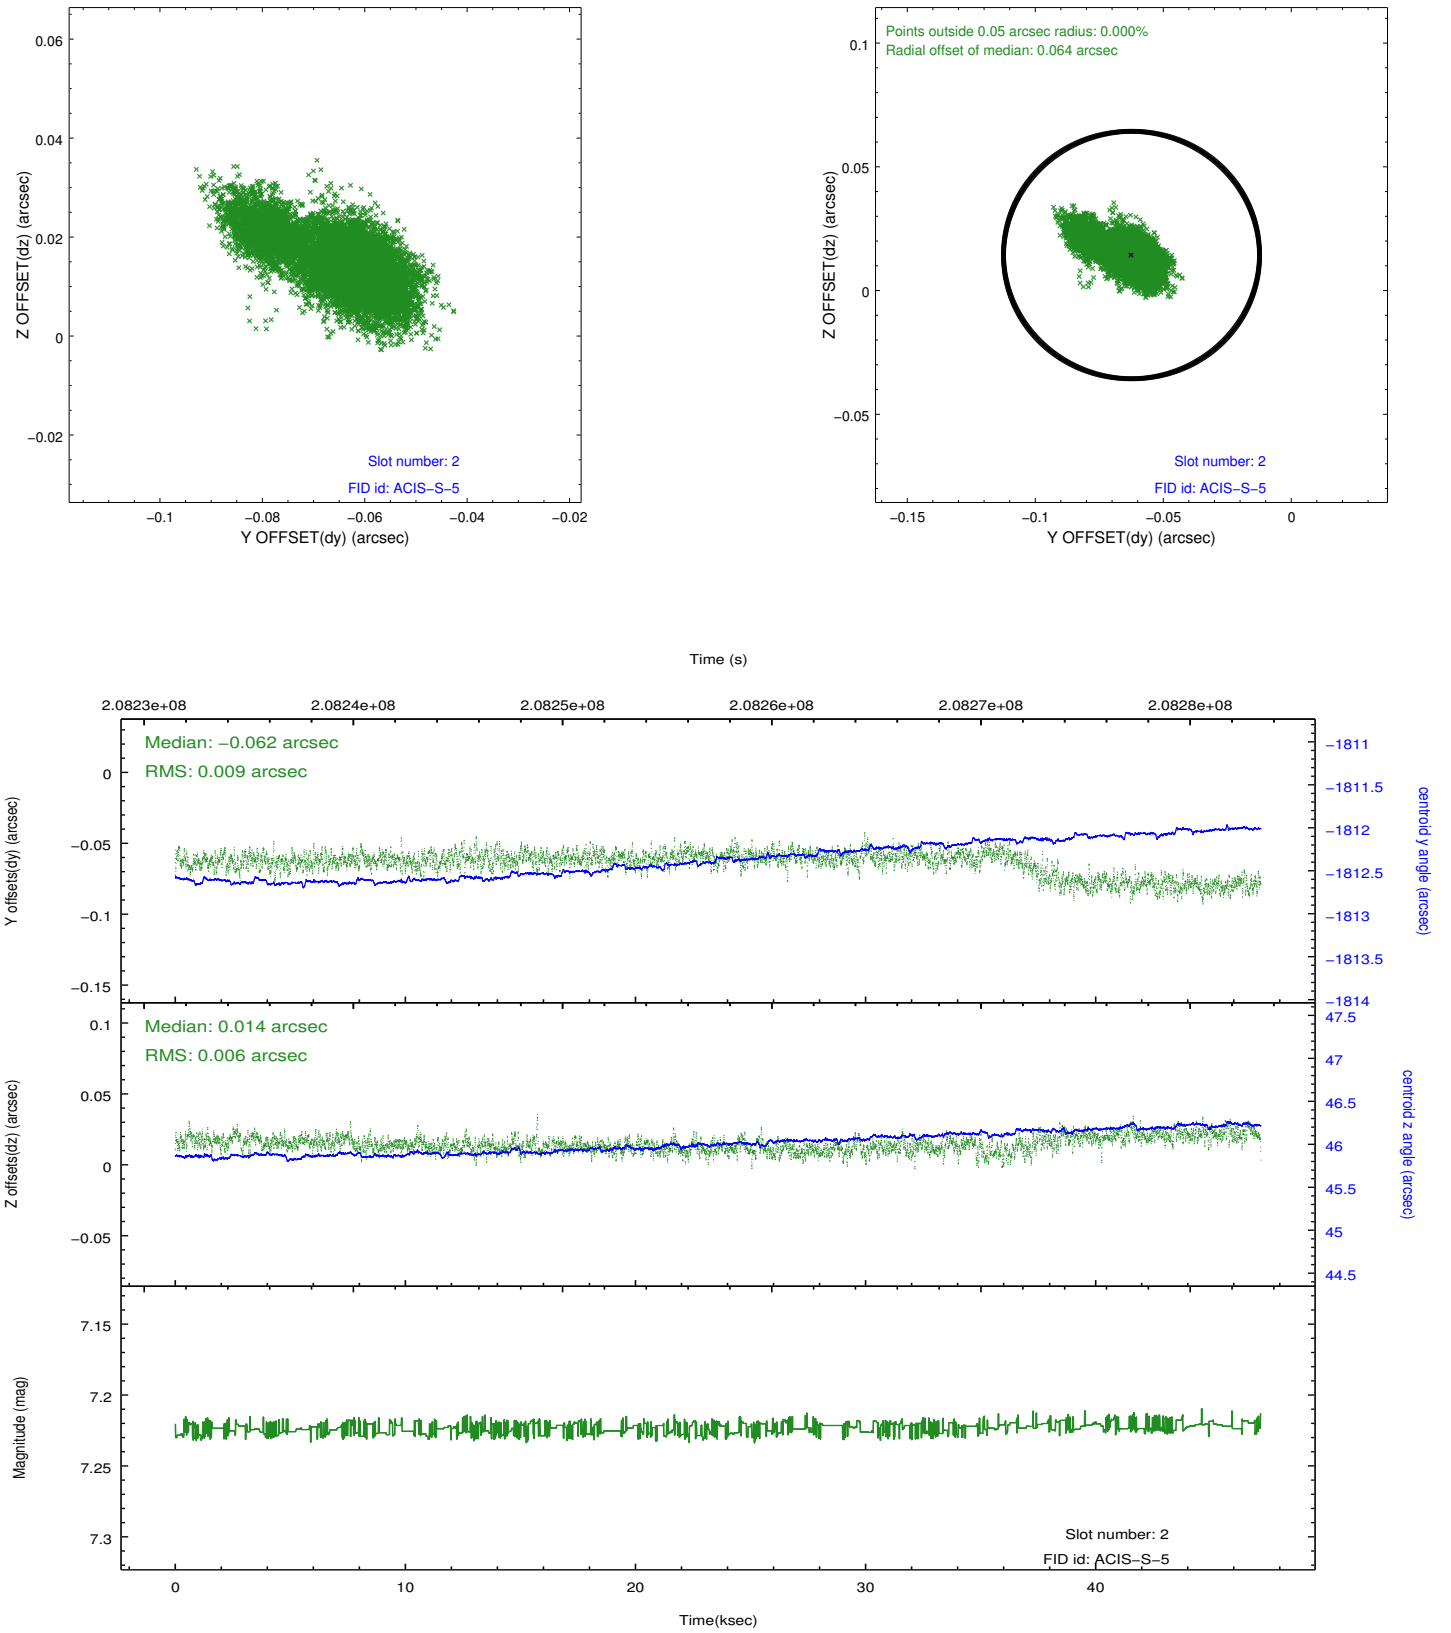 0.06
0.04
0.02
0
−0.02
Z OFFSET(dz) (arcsec)
Slot number: 2
FID id: ACIS−S−5
−0.1
−0.08
−0.06
−0.04
−0.02
Y OFFSET(dy) (arcsec)
Points outside 0.05 arcsec radius: 0.000%
Radial offset of median: 0.064 arcsec
0.1
0.05
0
−0.05
Z OFFSET(dz) (arcsec)
Slot number: 2
FID id: ACIS−S−5
−0.15
−0.1
−0.05
0
Y OFFSET(dy) (arcsec)
Time (s)
2.0823e+08
2.0824e+08
2.0825e+08
2.0826e+08
2.0827e+08
2.0828e+08
Median: −0.062 arcsec
RMS: 0.009 arcsec
0
−0.05
−0.1
−0.15
Y offsets(dy) (arcsec)
−1811
−1811.5
−1812
−1812.5
−1813
−1813.5
−1814
centroid y angle (arcsec)
Median: 0.014 arcsec
RMS: 0.006 arcsec
0.1
0.05
0
−0.05
Z offsets(dz) (arcsec)
47.5
47
46.5
46
45.5
45
44.5
centroid z angle (arcsec)
7.15
7.2
7.25
7.3
Magnitude (mag)
Slot number: 2
FID id: ACIS−S−5
0
10
20
30
40
Time(ksec)